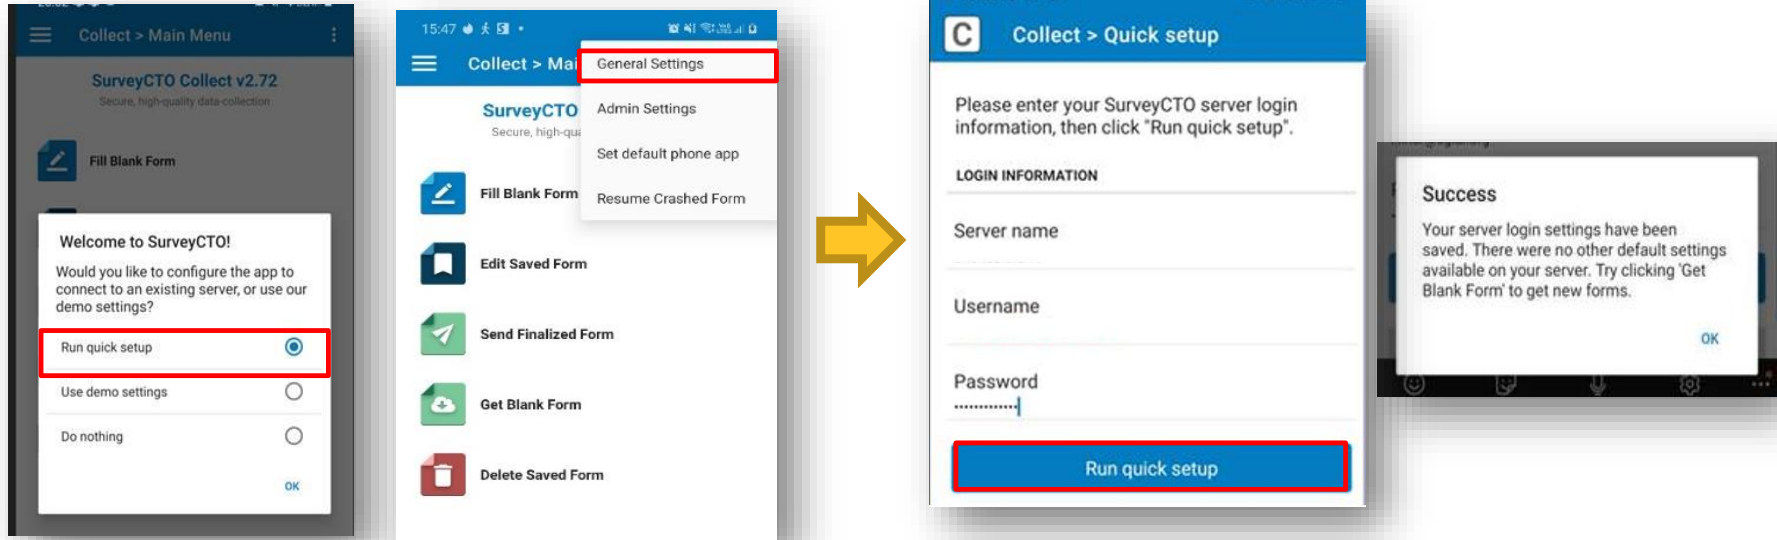 Collect > Main Menu
SurveyCTO Collect v2.72
Secure, high-quality data-collection
Fill Blank Form
Welcome to SurveyCTO!
Would you like to configure the app to
connect to an existing server, or use our
demo settings?
Run quick setup
Use demo settings
Do nothing
OK
15:47
Collect > Mai
General Settings
Admin Settings
Set default phone app
Resume Crashed Form
SurveyCTO
Secure, high-qua
Fill Blank Form
Edit Saved Form
Send Finalized Form
Get Blank Form
Delete Saved Form
C Collect > Quick setup
Please enter your SurveyCTO server login
information, then click "Run quick setup".
LOGIN INFORMATION
Server name
Username
Password
Run quick setup
Success
Your server login settings have been
saved. There were no other default settings
available on your server. Try clicking 'Get
Blank Form' to get new forms.
OK